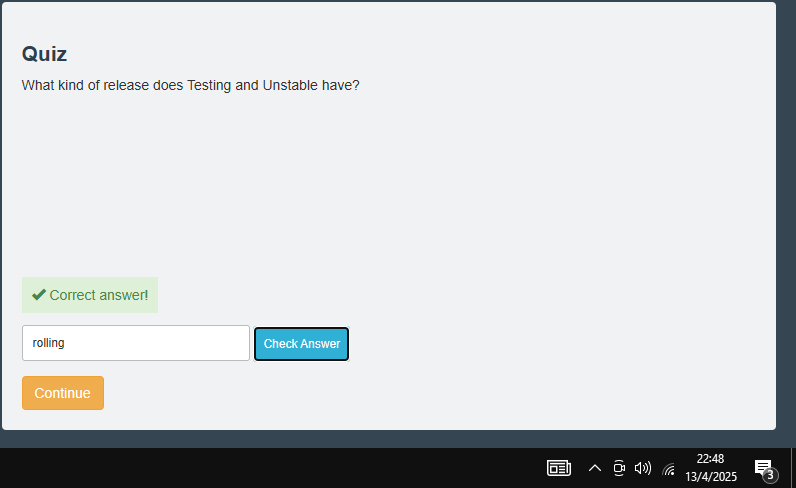 Quiz
What kind of release does Testing and Unstable have?
Correct answer!
rolling
Check Answer
Continue
22:48
13/4/2025
3